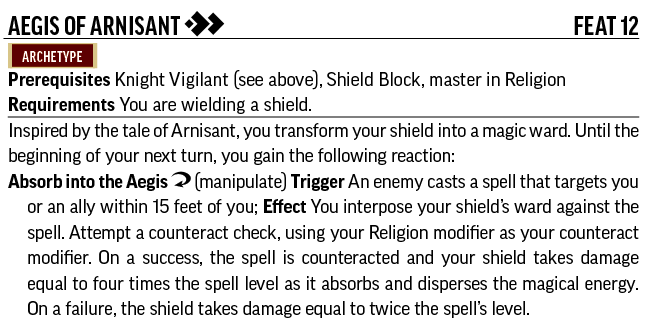 AEGIS OF ARNISANT FEAT 12
ARCHETYPE
Prerequisites Knight Vigilant (see above), Shield Block, master in Religion
Requirements You are wielding a shield.
Inspired by the tale of Arnisant, you transform your shield into a magic ward. Until the
beginning of your next turn, you gain the following reaction:
Absorb into the Aegis (manipulate) Trigger An enemy casts a spell that targets you
or an ally within 15 feet of you; Effect You interpose your shield's ward against the
spell. Attempt a counteract check, using your Religion modifier as your counteract
modifier. On a success, the spell is counteracted and your shield takes damage
equal to four times the spell level as it absorbs and disperses the magical energy.
On a failure, the shield takes damage equal to twice the spell's level.